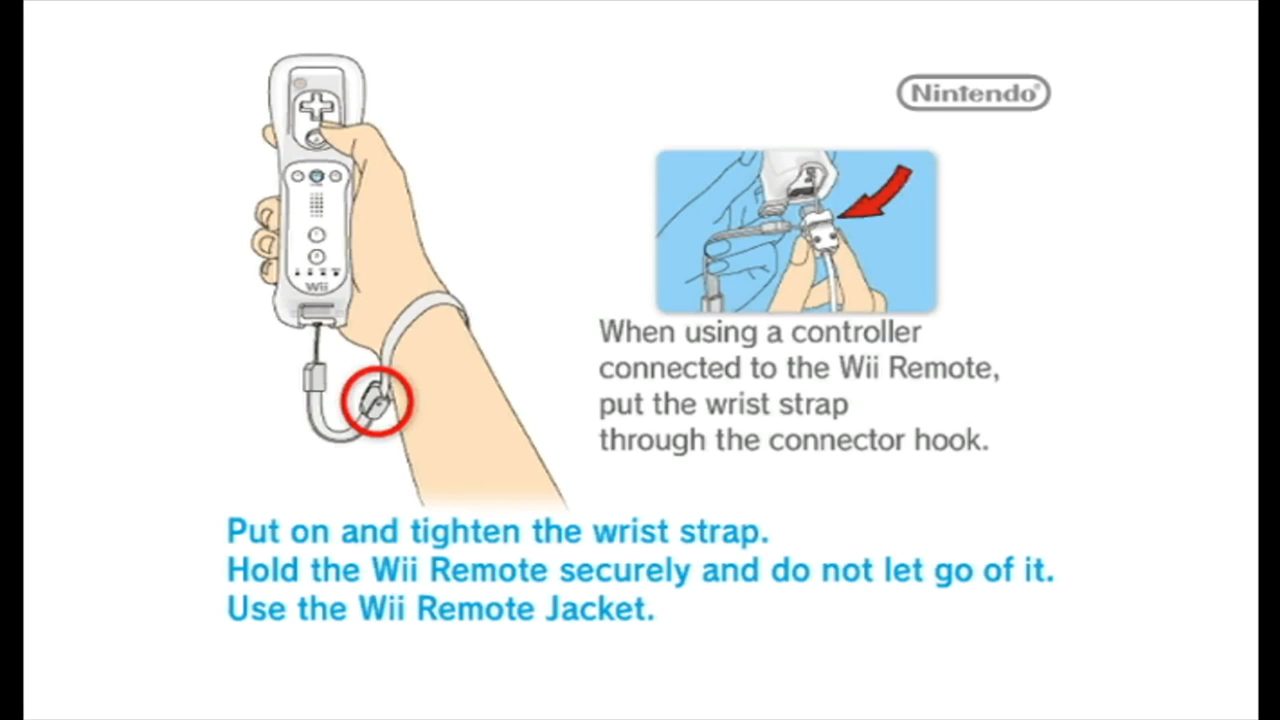 Nintendo®
When using a controller
connected to the Wii Remote,
put the wrist strap
through the connector hook.
Wii
Put on and tighten the wrist strap.
Hold the Wii Remote securely and do not let go of it.
Use the Wii Remote Jacket.